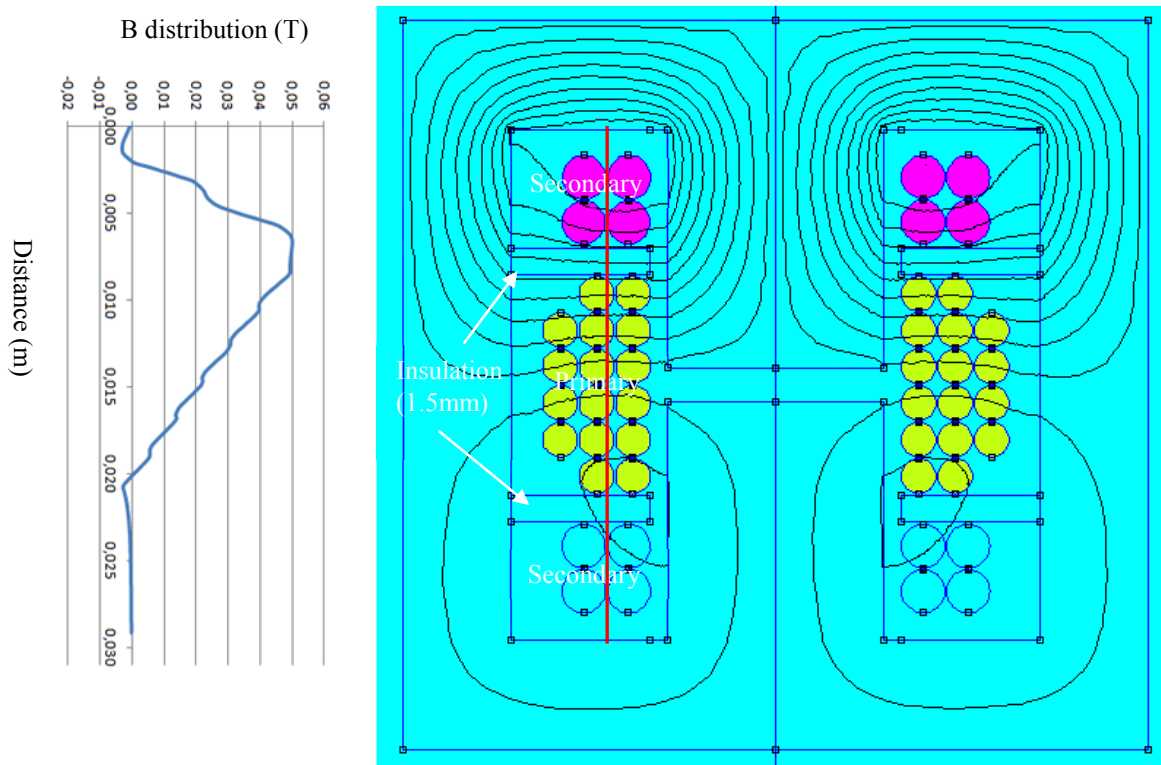 B distribution (T)
-0,02
-0,01
0,00
0,01
0,02
0,03
0,04
0,05
0,06
0,000
0,005
0,010
0,015
0,020
0,025
0,030
Distance (m)
Secondary
Insulation
(1.5mm)
Primary
Secondary